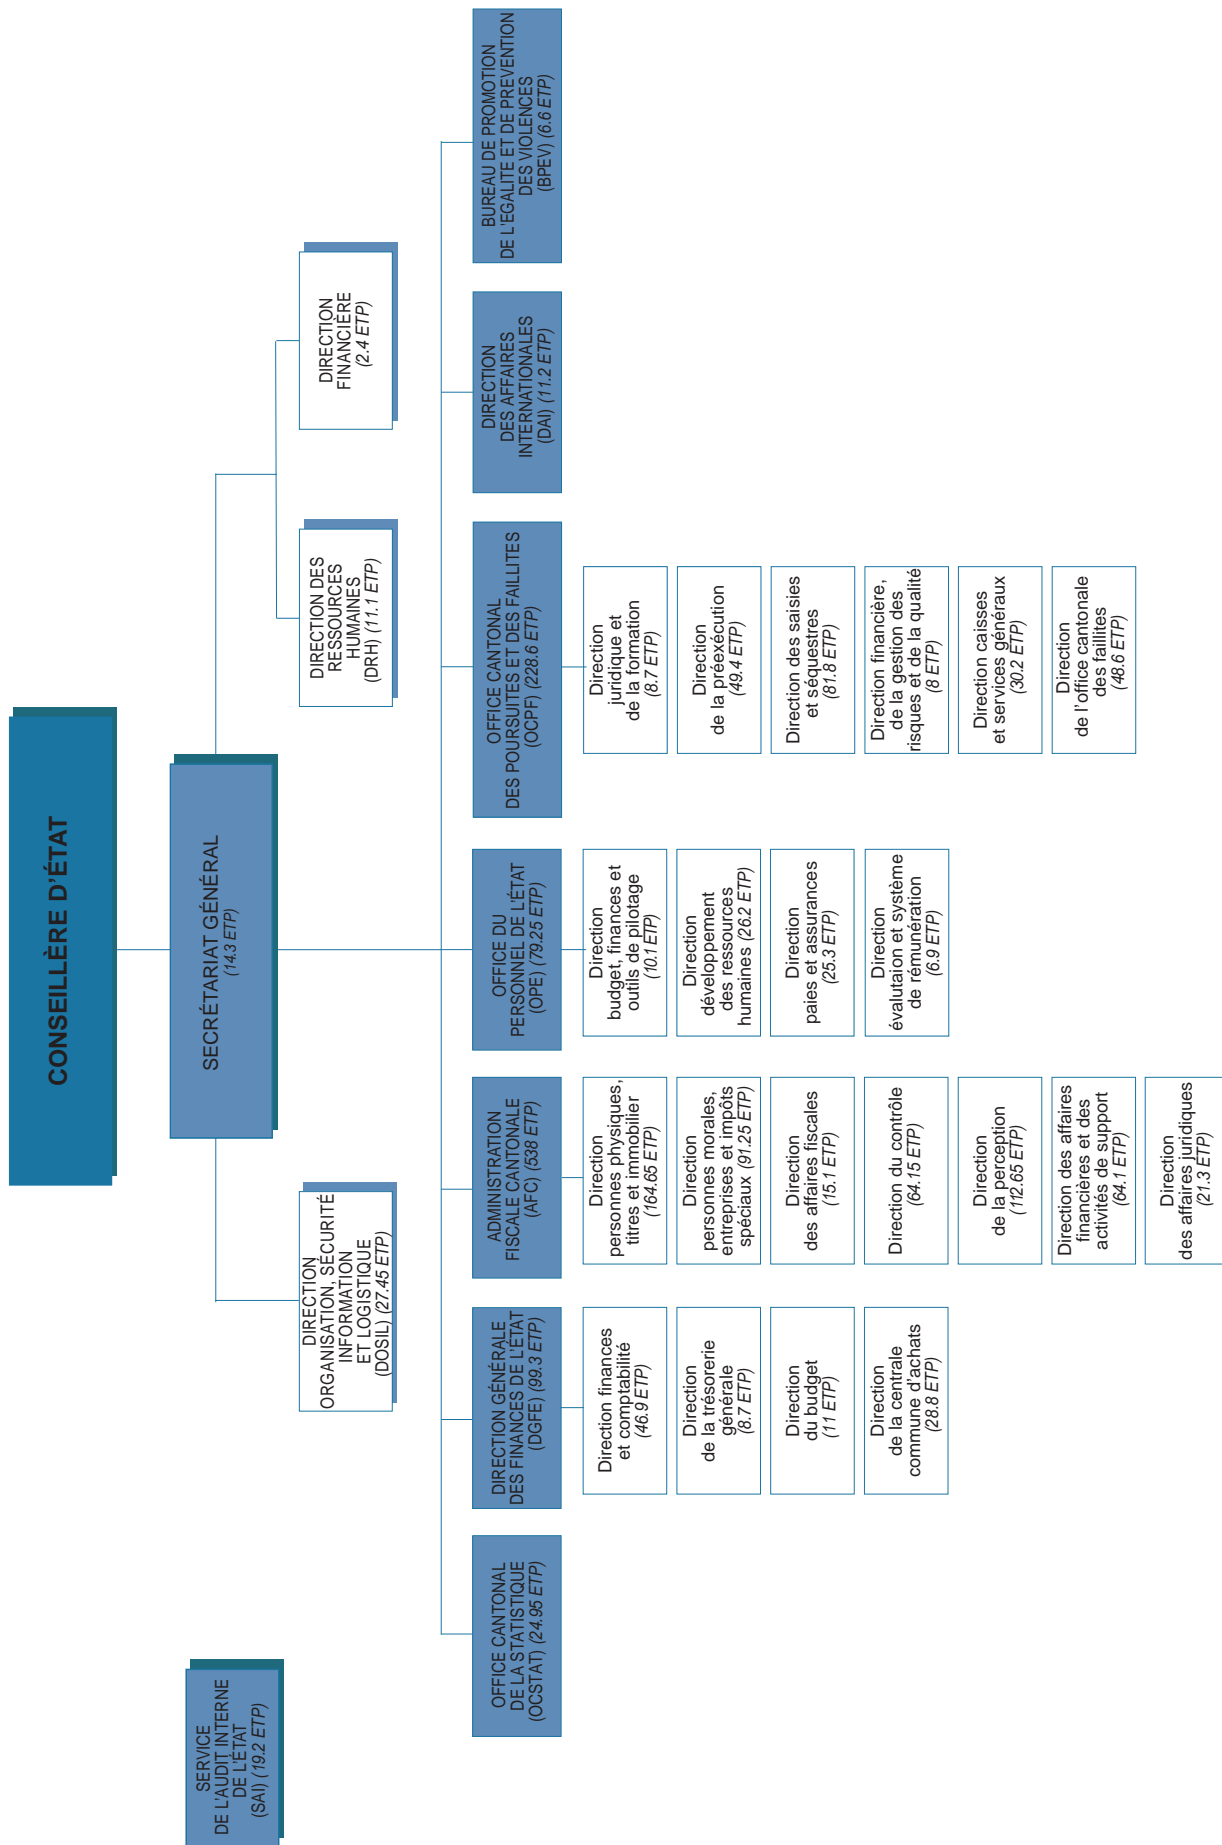 CONSEILLÈRE D'ÉTAT
SERVICE
DE L'AUDIT INTERNE
DE L'ÉTAT
(SAI) (19.2 ETP)
SECRÉTARIAT GÉNÉRAL
(14.3 ETP)
DIRECTION
ORGANISATION, SÉCURITÉ
INFORMATION
ET LOGISTIQUE
(DOSIL) (27.45 ETP)
DIRECTION DES
RESSOURCES
HUMAINES
(DRH) (11.1 ETP)
DIRECTION
FINANCIÈRE
(2.4 ETP)
OFFICE CANTONAL
DE LA STATISTIQUE
(OCSTAT) (24.95 ETP)
DIRECTION GÉNÉRALE
DES FINANCES DE L'ÉTAT
(DGFE) (99.3 ETP)
Direction finances
et comptabilité
(46.9 ETP)
Direction
de la trésorerie
générale
(8.7 ETP)
Direction
du budget
(11 ETP)
Direction
de la centrale
commune d'achats
(28.8 ETP)
ADMINISTRATION
FISCALE CANTONALE
(AFC) (538 ETP)
Direction
personnes physiques,
titres et immobilier
(164.65 ETP)
Direction
personnes morales,
entreprises et impôts
spéciaux (91.25 ETP)
Direction
des affaires fiscales
(15.1 ETP)
Direction du contrôle
(64.15 ETP)
Direction
de la perception
(112.65 ETP)
Direction des affaires
financières et des
activités de support
(64.1 ETP)
Direction
des affaires juridiques
(21.3 ETP)
OFFICE DU
PERSONNEL DE L'ÉTAT
(OPE) (79.25 ETP)
Direction
budget, finances et
outils de pilotage
(10.1 ETP)
Direction
développement
des ressources
humaines (26.2 ETP)
Direction
paies et assurances
(25.3 ETP)
Direction
évalutaion et système
de rémunération
(6.9 ETP)
OFFICE CANTONAL
DES POURSUITES ET DES FAILLITES
(OCPF) (228.6 ETP)
Direction
juridique et
de la formation
(8.7 ETP)
Direction
de la préexécution
(49.4 ETP)
Direction des saisies
et séquestres
(81.8 ETP)
Direction financière,
de la gestion des
risques et de la qualité
(8 ETP)
Direction caisses
et services généraux
(30.2 ETP)
Direction
de l'office cantonale
des faillites
(48.6 ETP)
DIRECTION
DES AFFAIRES
INTERNATIONALES
(DAI) (11.2 ETP)
BUREAU DE PROMOTION
DE L'EGALITE ET DE PREVENTION
DES VIOLENCES
(BPEV) (6.6 ETP)